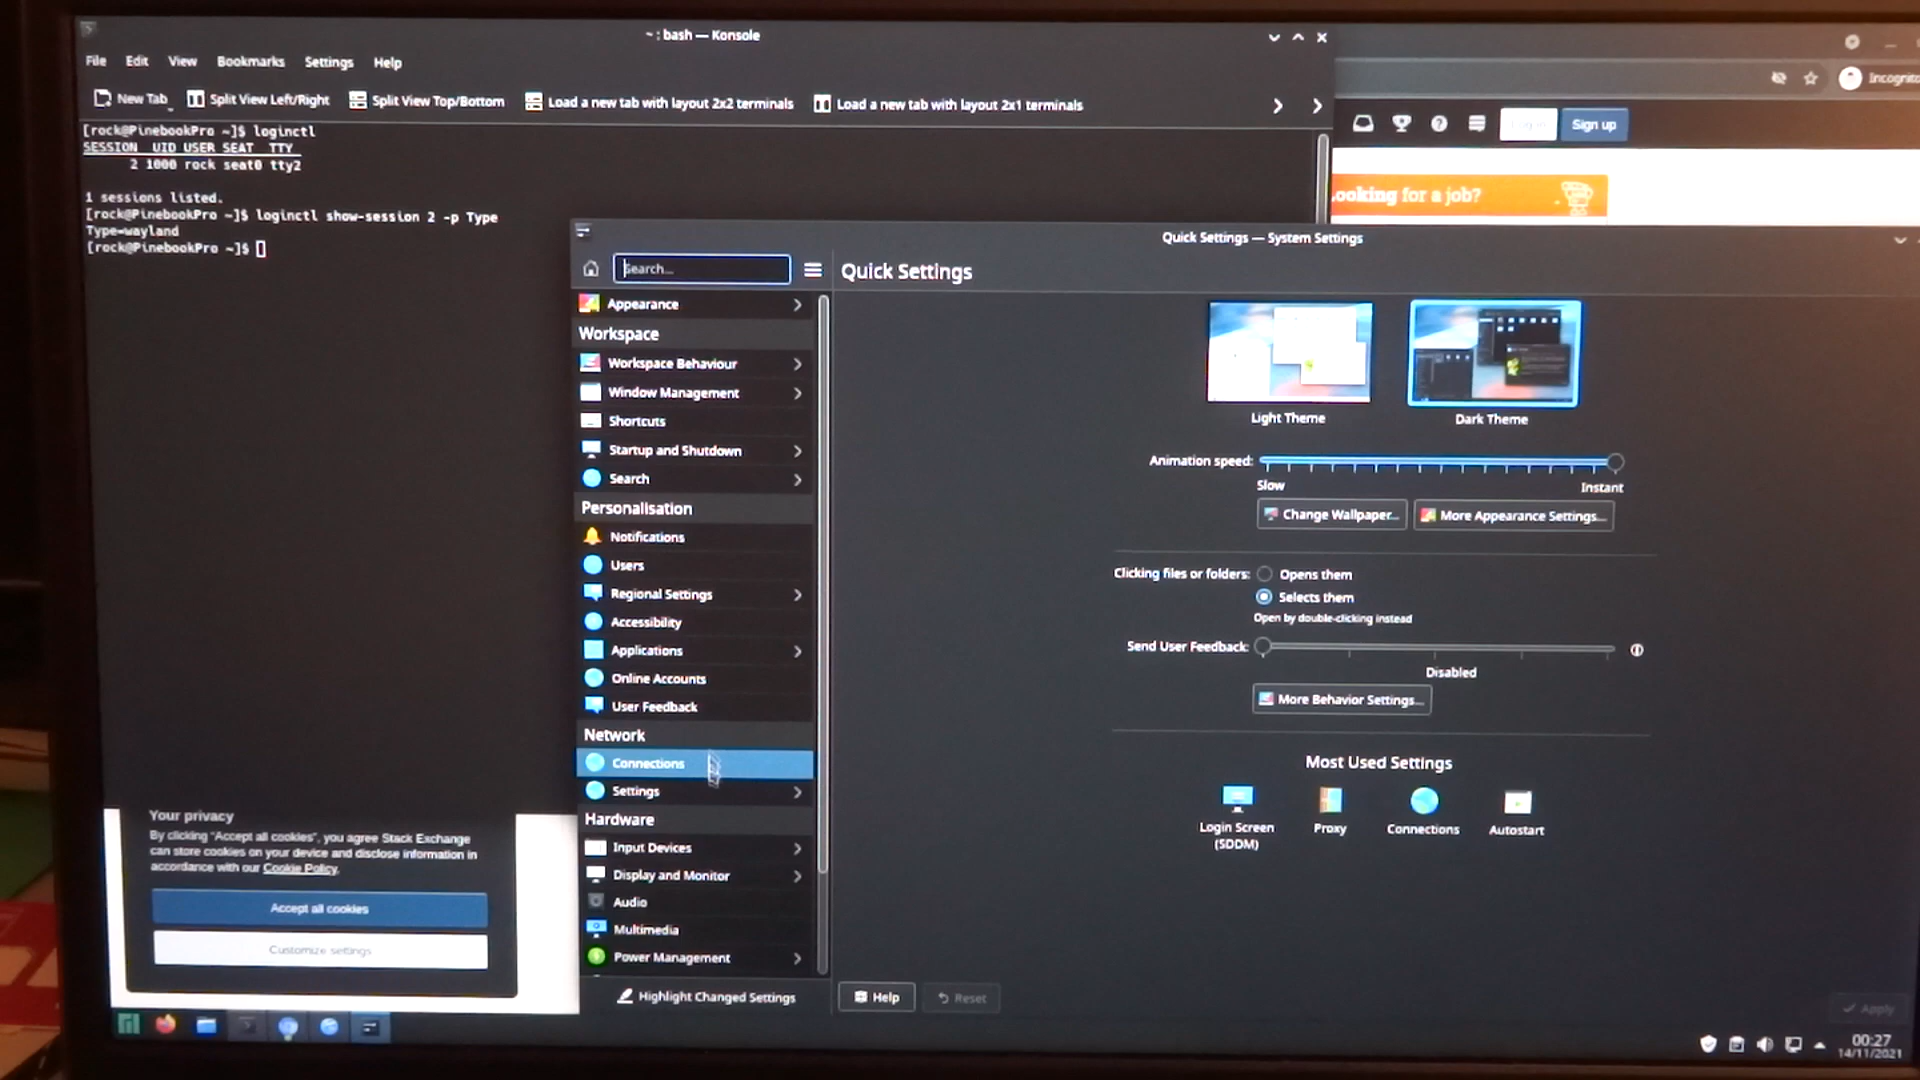 ~ : bash — Konsole
File Edit View Bookmarks Settings Help
New Tab Split View Left/Right Split View Top/Bottom Load a new tab with layout 2x2 terminals Load a new tab with layout 2x1 terminals
[rock@PinebookPro ~]$ loginctl
SESSION UID USER SEAT TTY
2 1000 rock seat0 tty2
1 sessions listed.
[rock@PinebookPro ~]$ loginctl show-session 2 -p Type
Type=wayland
[rock@PinebookPro ~]$
Incognito
Log in Sign up
Looking for a job?
Quick Settings — System Settings
Search...
Quick Settings
Appearance
Workspace
Workspace Behaviour
Window Management
Shortcuts
Startup and Shutdown
Search
Personalisation
Notifications
Users
Regional Settings
Accessibility
Applications
Online Accounts
User Feedback
Network
Connections
Settings
Hardware
Input Devices
Display and Monitor
Audio
Multimedia
Power Management
Highlight Changed Settings
Light Theme Dark Theme
Animation speed:
Slow Instant
Change Wallpaper... More Appearance Settings...
Clicking files or folders: Opens them
Selects them
Open by double-clicking instead
Send User Feedback:
Disabled
More Behavior Settings...
Most Used Settings
Login Screen (SDDM)
Proxy
Connections
Autostart
Help Reset
Apply
Your privacy
By clicking “Accept all cookies”, you agree Stack Exchange
can store cookies on your device and disclose information in
accordance with our Cookie Policy.
Accept all cookies
Customize settings
00:27
14/11/2021